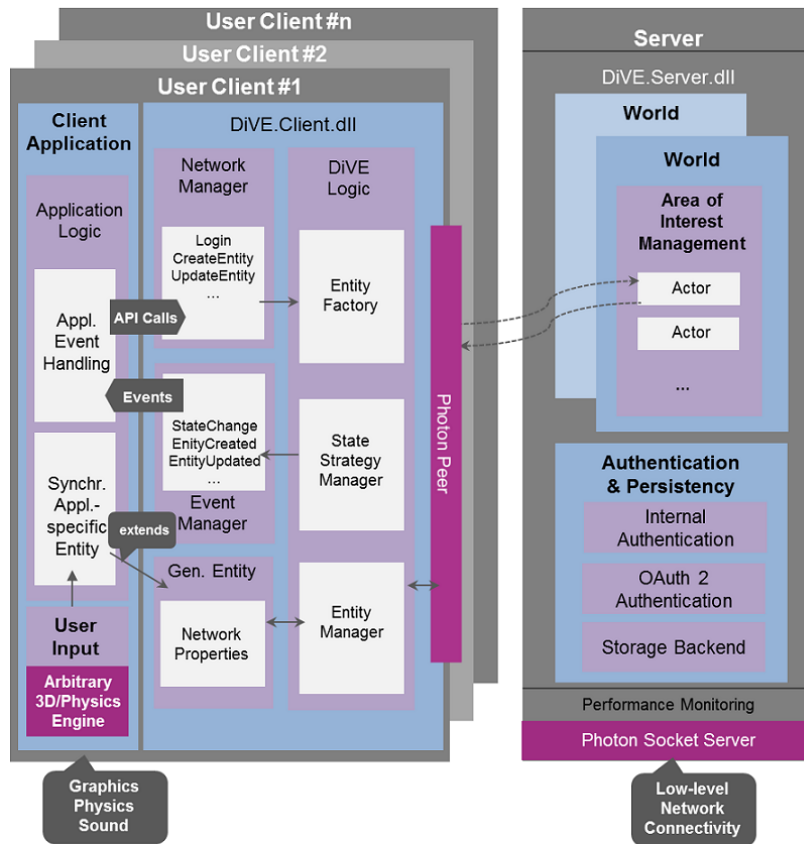 User Client #n
User Client #2
User Client #1
Client
Application
Application
Logic
Appl.
Event
Handling
Synchr.
Appl.-
specific
Entity
User
Input
Arbitrary
3D/Physics
Engine
Graphics
Physics
Sound
API Calls
Events
extends
DiVE.Client.dll
Network
Manager
Login
CreateEntity
UpdateEntity
...
StateChange
EnityCreated
EntityUpdated
...
Event
Manager
Gen. Entity
Network
Properties
DiVE
Logic
Entity
Factory
State
Strategy
Manager
Entity
Manager
Photon Peer
Server
DiVE.Server.dll
World
World
Area of
Interest
Management
Actor
Actor
...
Authentication
& Persistency
Internal
Authentication
OAuth 2
Authentication
Storage Backend
Performance Monitoring
Photon Socket Server
Low-level
Network
Connectivity